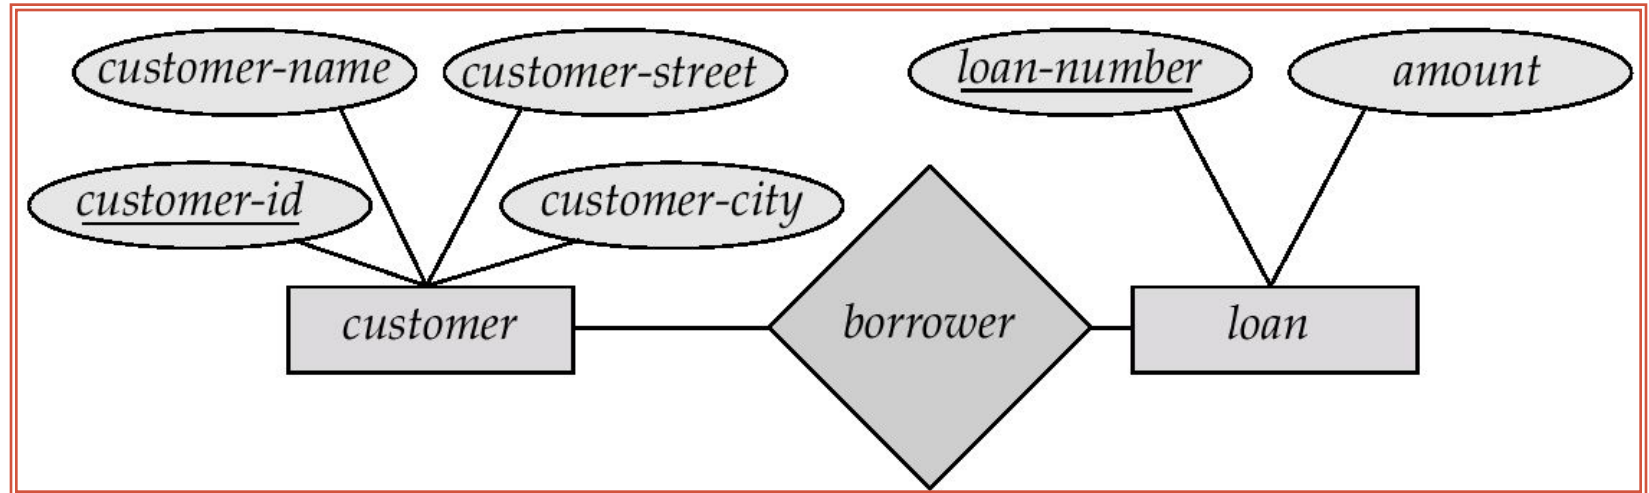 customer-name
customer-street
loan-number
amount
customer-id
customer-city
customer
borrower
loan